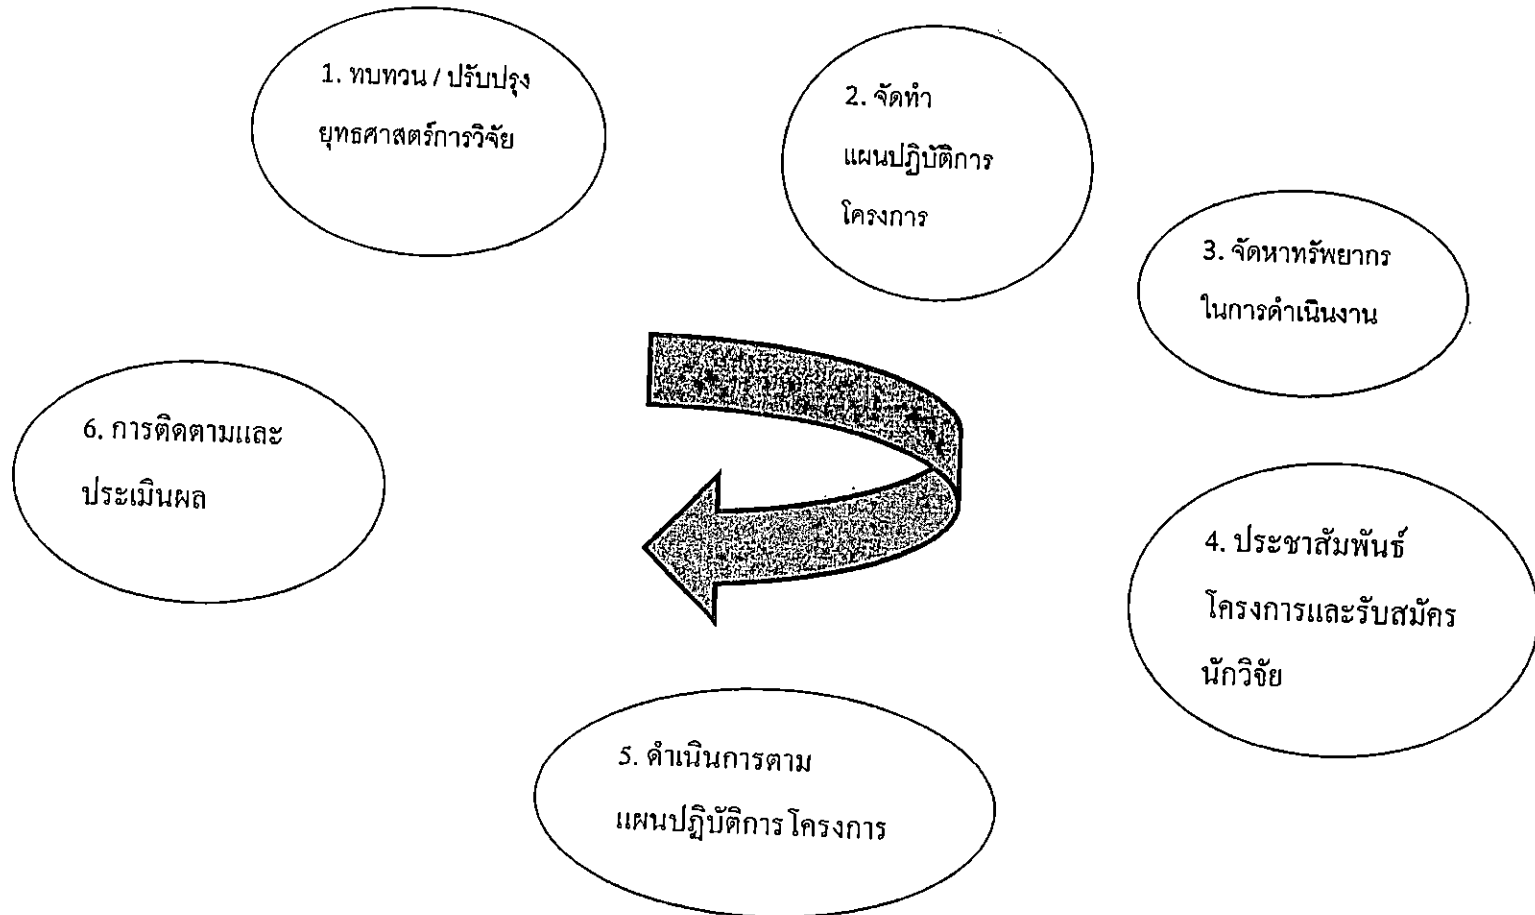 1. ทบทวน / ปรับปรุง
ยุทธศาสตร์การวิจัย
2. จัดทำ
แผนปฏิบัติการ
โครงการ
3. จัดหาทรัพยากร
ในการดำเนินงาน
4. ประชาสัมพันธ์
โครงการและรับสมัคร
นักวิจัย
5. ดำเนินการตาม
แผนปฏิบัติการ โครงการ
6. การติดตามและ
ประเมินผล